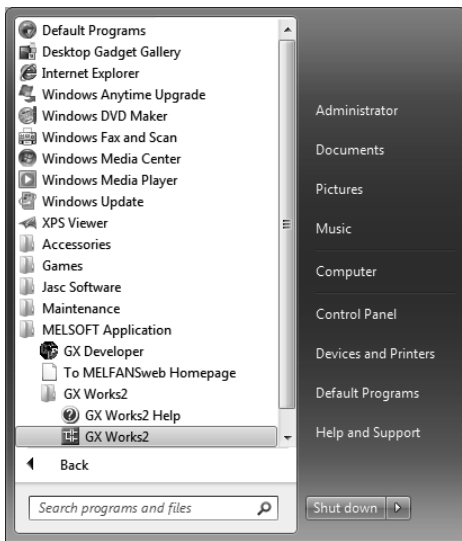 Default Programs
Desktop Gadget Gallery
Internet Explorer
Windows Anytime Upgrade
Windows DVD Maker
Windows Fax and Scan
Windows Media Center
Windows Media Player
Windows Update
XPS Viewer
Accessories
Games
Jasc Software
Maintenance
MELSOFT Application
GX Developer
To MELFANSweb Homepage
GX Works2
GX Works2 Help
GX Works2
Back
Search programs and files
Administrator
Documents
Pictures
Music
Computer
Control Panel
Devices and Printers
Default Programs
Help and Support
Shut down